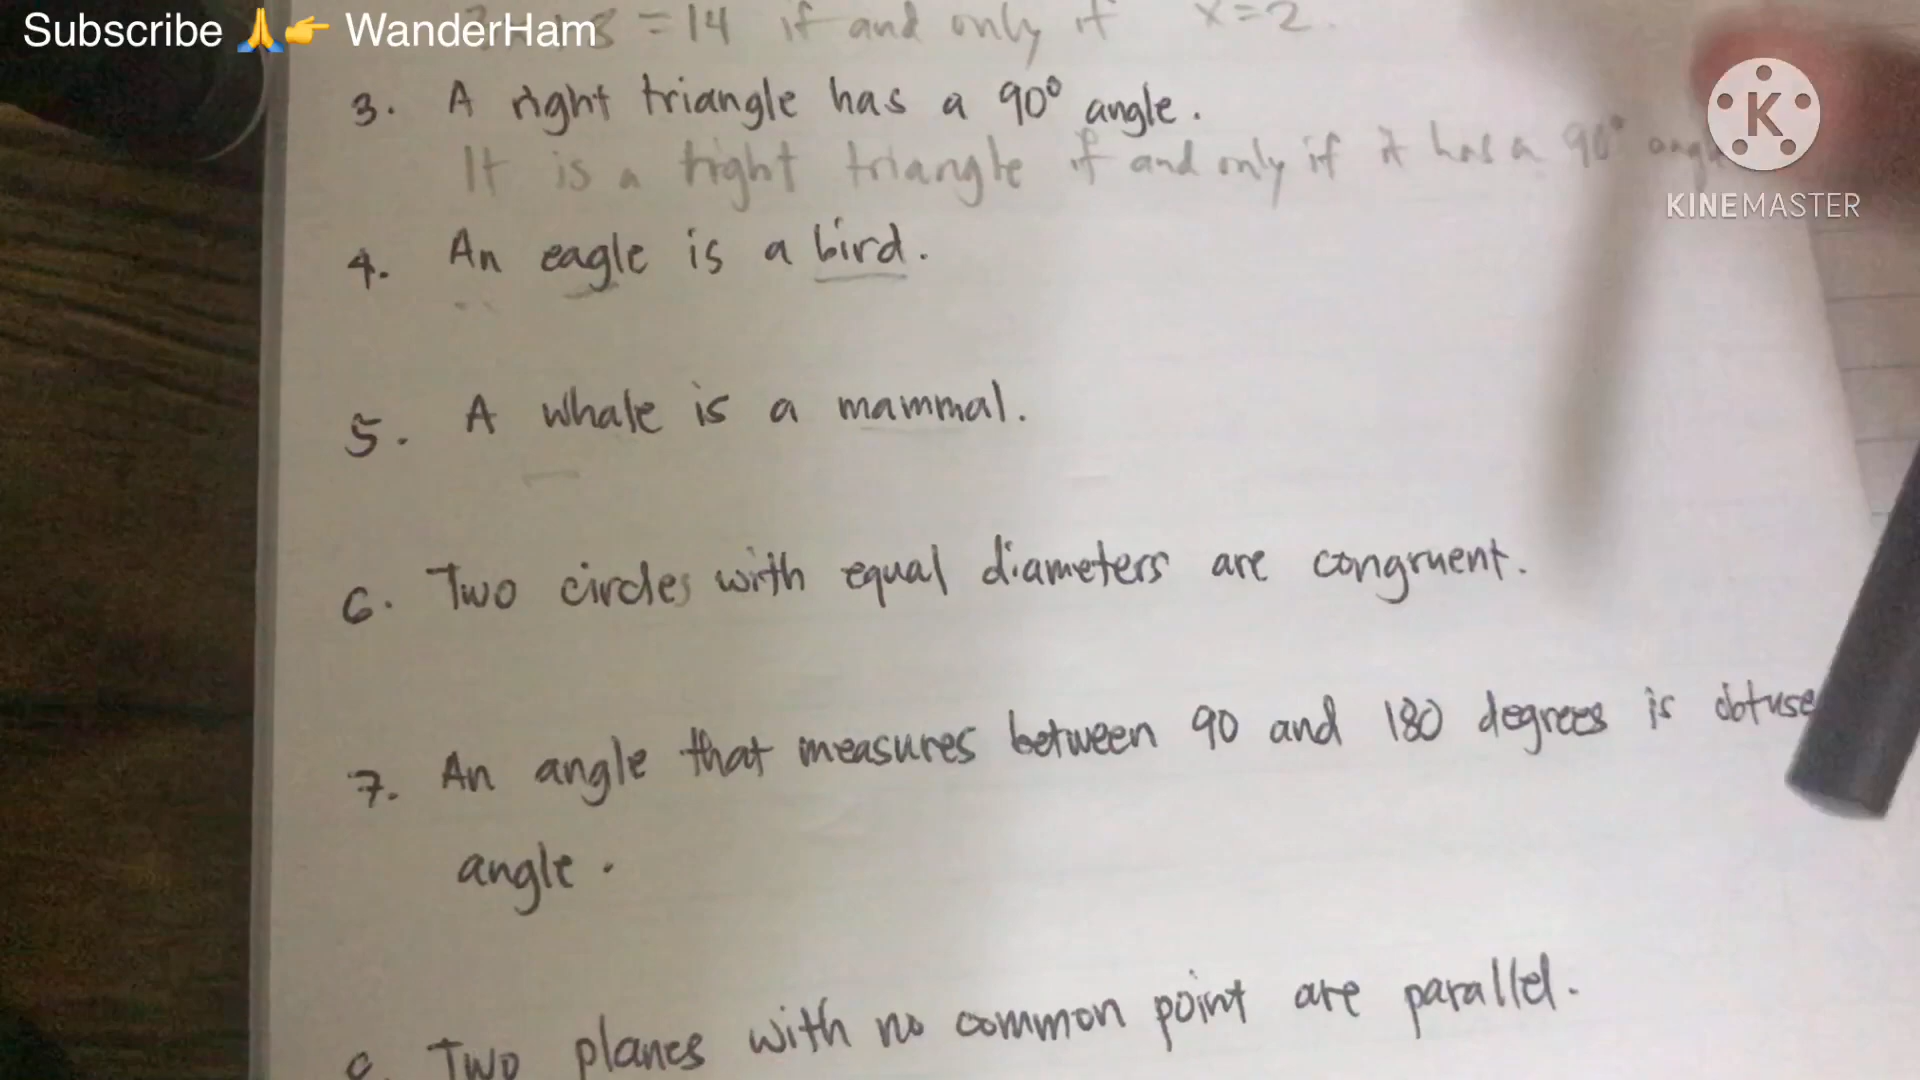 Subscribe 🙏👉 WanderHam
= 14 if and only if x = 2.
3. A right triangle has a 90° angle.
It is a right triangle if and only if it has a 90°
4. An eagle is a bird.
5. A whale is a mammal.
6. Two circles with equal diameters are congruent.
7. An angle that measures between 90 and 180 degrees is obtuse
angle.
Two planes with no common point are parallel.
K
KINEMASTER